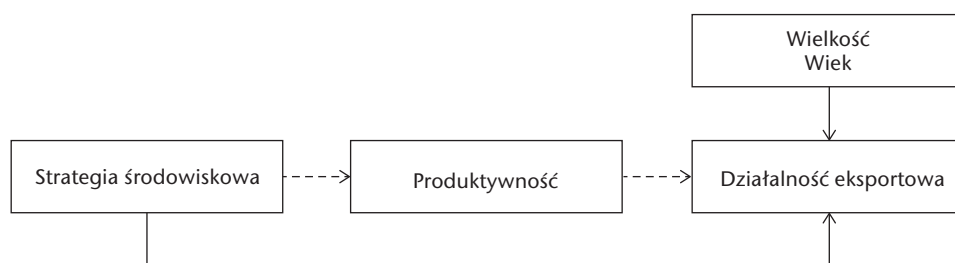 Wielkość
Wiek
Strategia środowiskowa
Produktywność
Działalność eksportowa